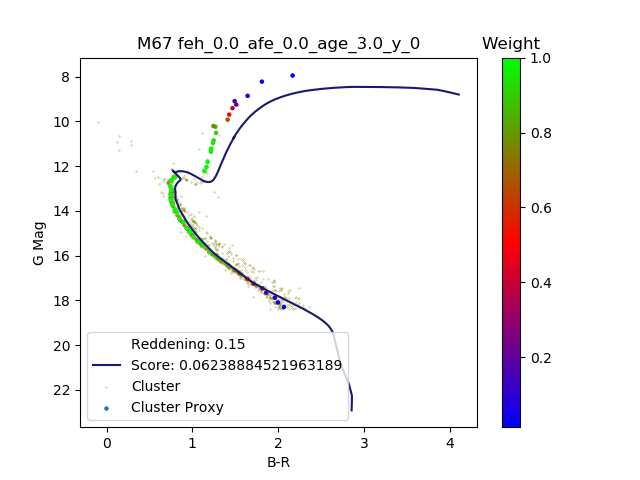 M67 feh_0.0_afe_0.0_age_3.0_y_0
Weight
8
10
12
14
16
18
20
22
G Mag
0
1
2
3
4
B-R
1.0
0.8
0.6
0.4
0.2
Reddening: 0.15
Score: 0.06238884521963189
Cluster
Cluster Proxy